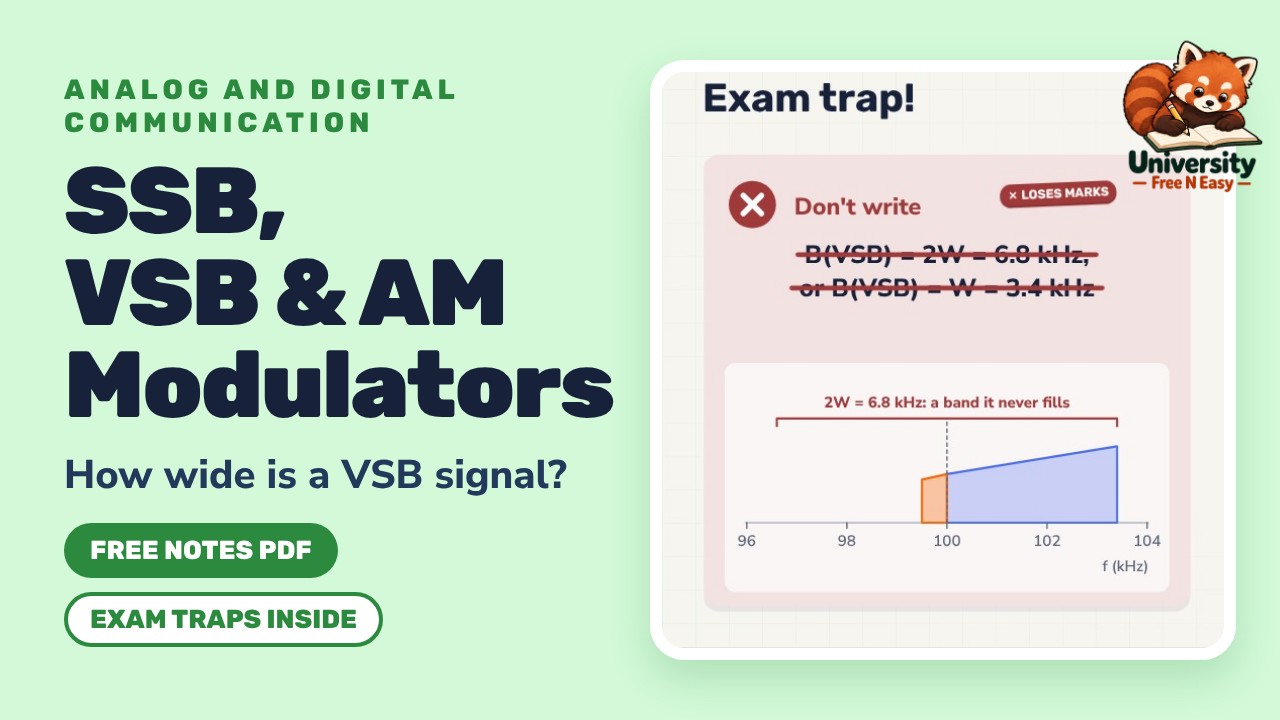 ANALOG AND DIGITAL
COMMUNICATION
SSB,
VSB & AM
Modulators
How wide is a VSB signal?
FREE NOTES PDF
EXAM TRAPS INSIDE
Exam trap!
Don't write
× LOSES MARKS
B(VSB) = 2W = 6.8 kHz,
or B(VSB) = W = 3.4 kHz
2W = 6.8 kHz: a band it never fills
96 98 100 102 104
f (kHz)
University
Free N Easy